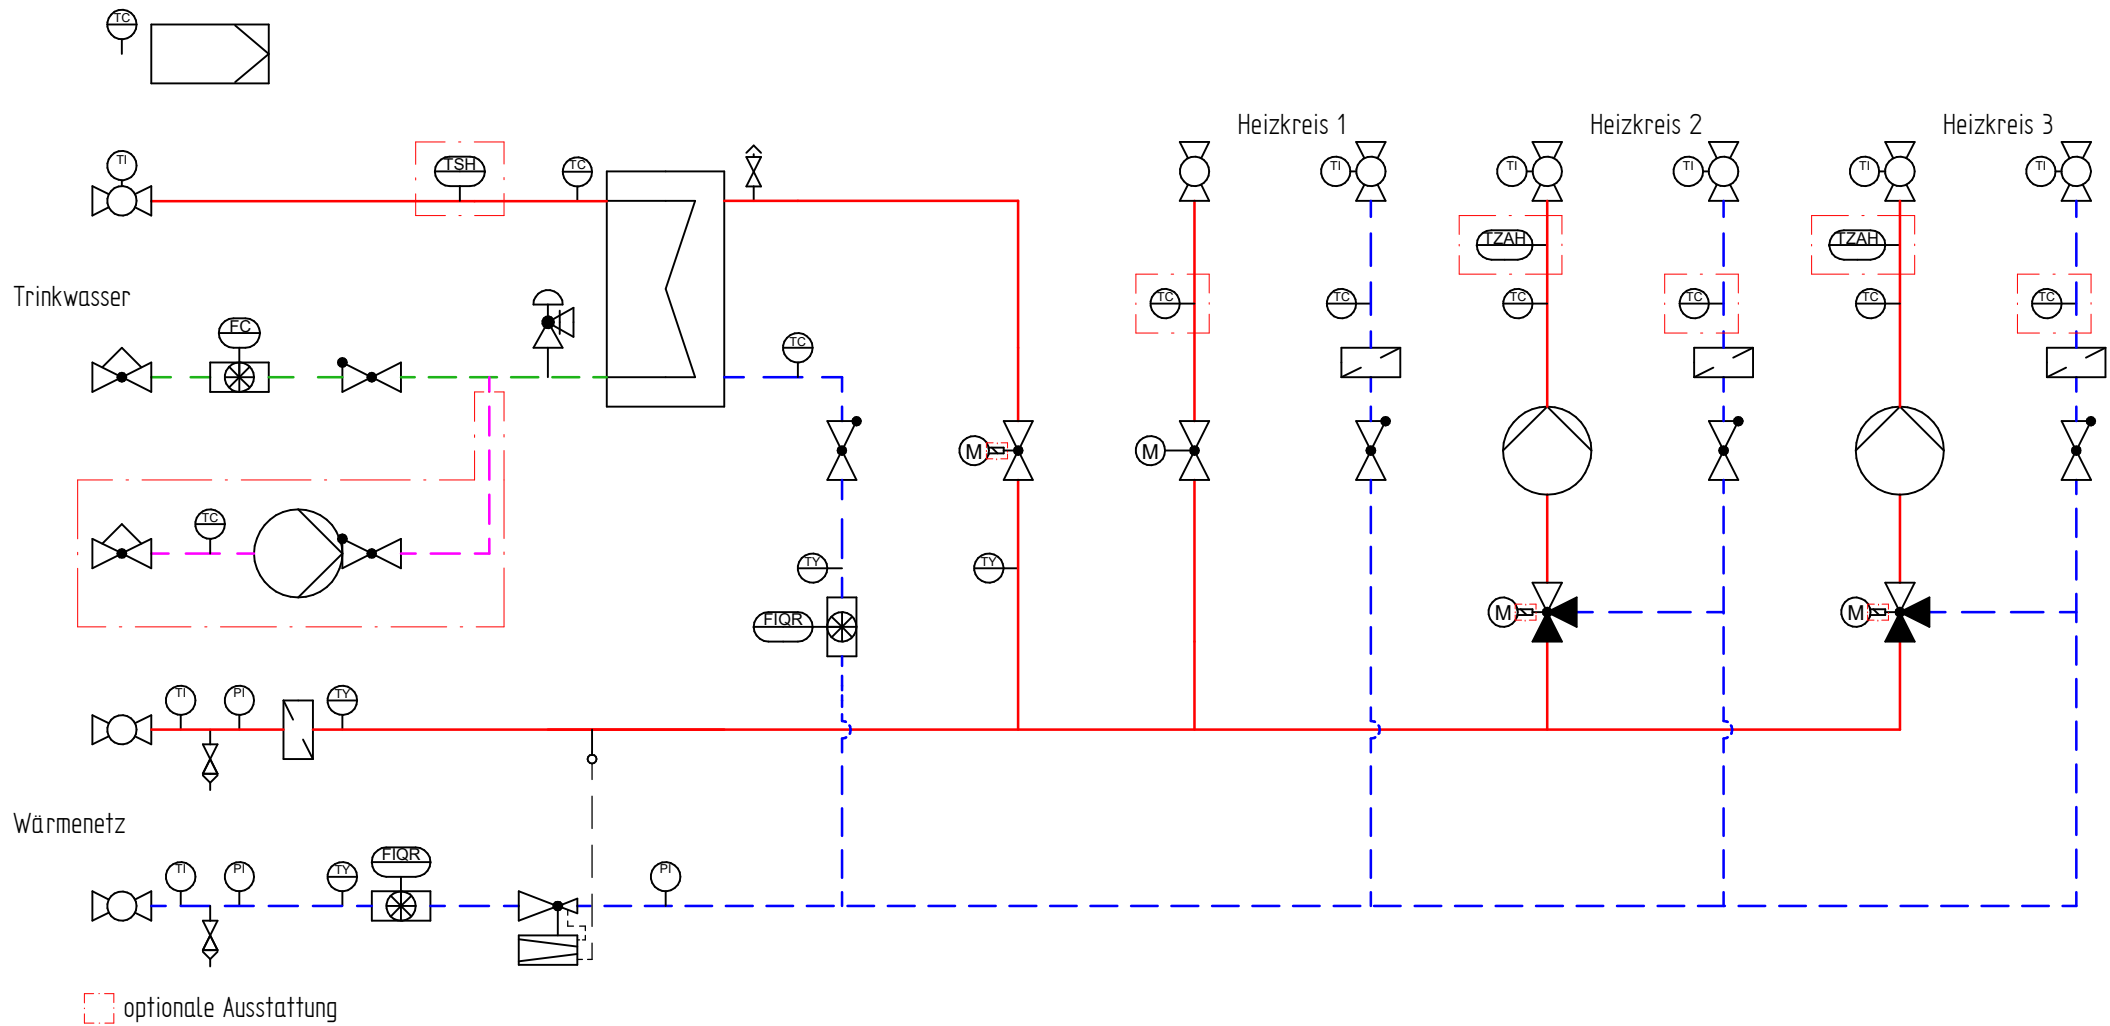 TC
Heizkreis 1
Heizkreis 2
Heizkreis 3
TI
TSH
TC
TI
TI
TI
TI
TI
TZAH
TZAH
Trinkwasser
TC
TC
TC
TC
TC
TC
FC
TC
M
M
TC
TY
TY
FIQR
M
M
TI
PI
TY
Wärmenetz
TI
PI
TY
FIQR
PI
optionale Ausstattung